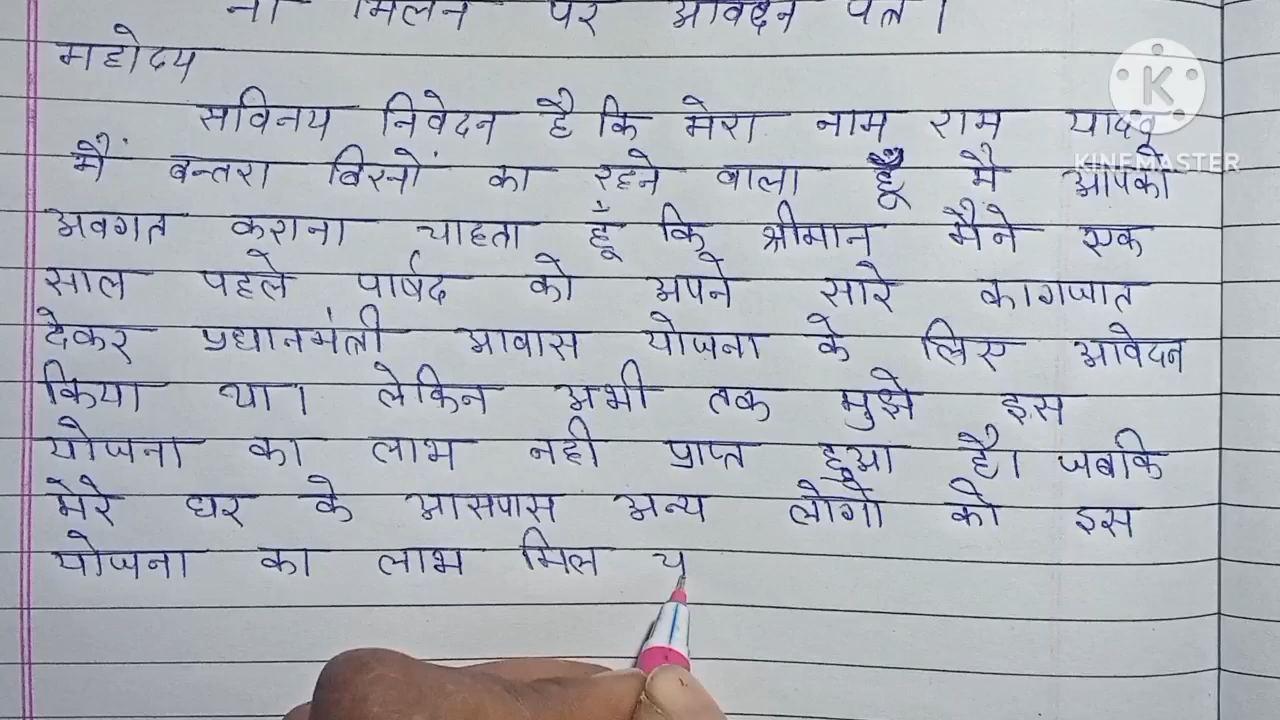 ना मिलने पर आवेदन पत्र।
महोदय
सविनय निवेदन है कि मेरा नाम राम यादव
मैं बन्तरा बिरनों का रहने वाला हूँ मै आपको
अवगत कराना चाहता हूँ कि श्रीमान मैने एक
साल पहले पार्षद को अपने सारे कागजात
देकर प्रधानमंत्री आवास योजना के लिए आवेदन
किया था। लेकिन अभी तक मुझे इस
योजना का लाभ नही प्राप्त हुआ है। जबकि
मेरे घर के आसपास अन्य लोगो को इस
योजना का लाभ मिल च
K
KINEMASTER